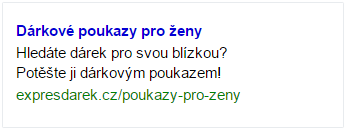 Dárkové poukazy pro ženy
Hledáte dárek pro svou blízkou?
Potěšte ji dárkovým poukazem!
expresdarek.cz/poukazy-pro-zeny